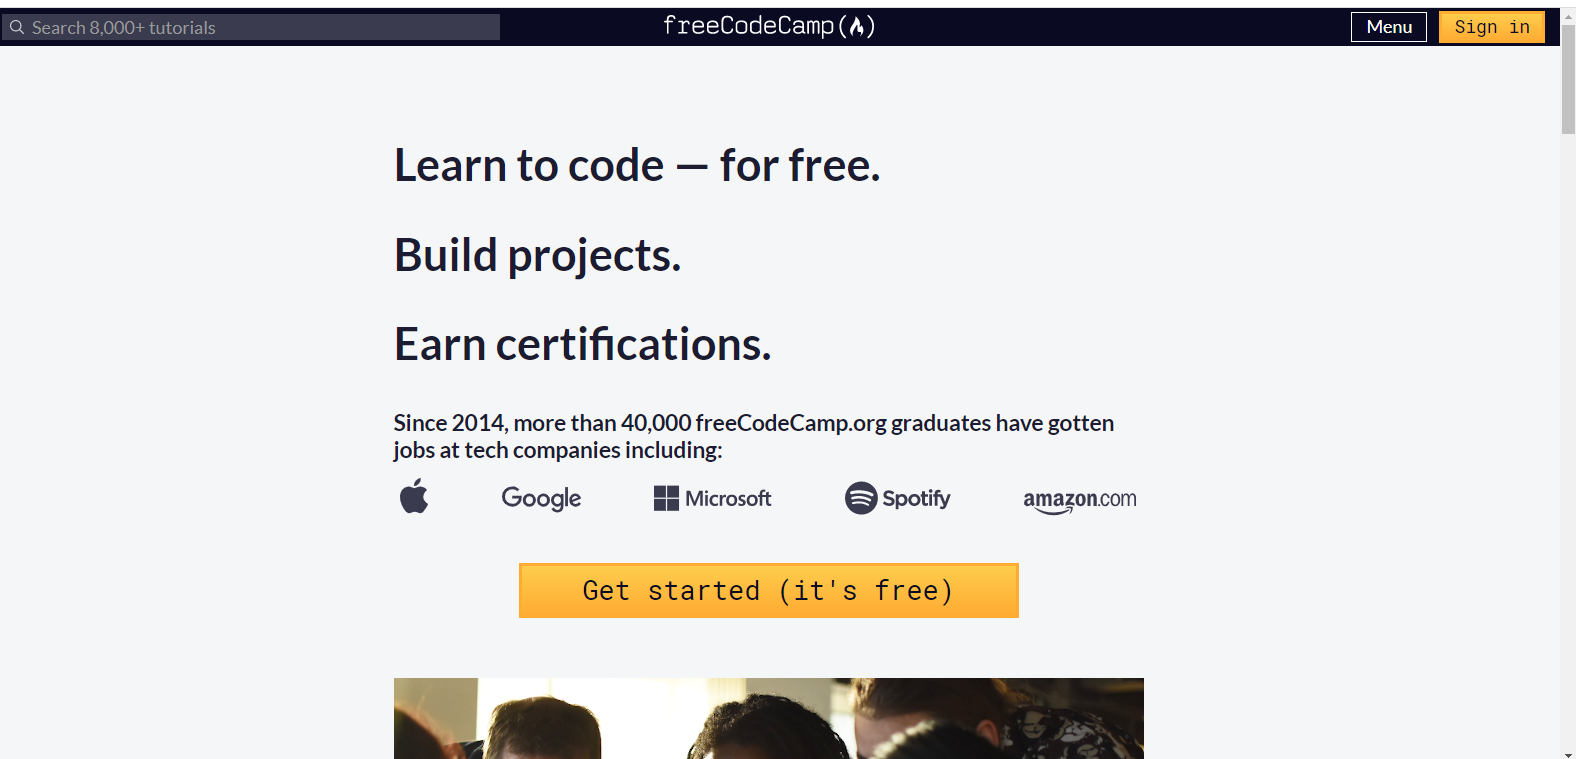 Search 8,000+ tutorials
freeCodeCamp
Menu
Sign in
Learn to code — for free.
Build projects.
Earn certifications.
Since 2014, more than 40,000 freeCodeCamp.org graduates have gotten
jobs at tech companies including:
Google
Microsoft
Spotify
amazon.com
Get started (it's free)